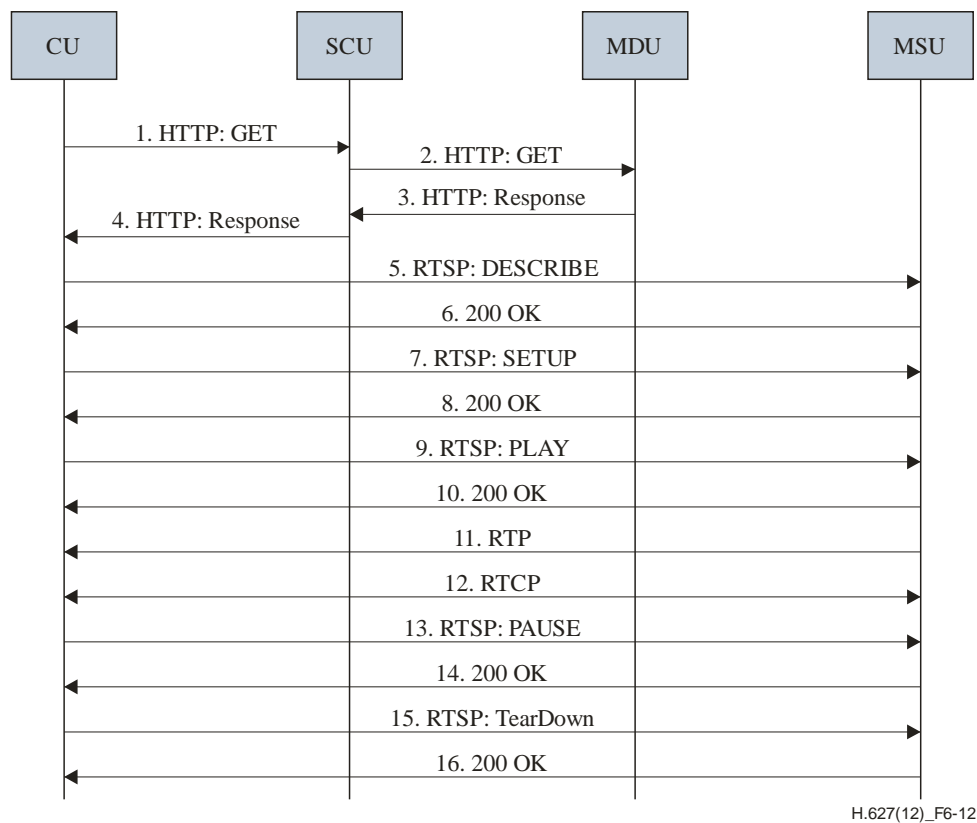 CU
SCU
MDU
MSU
1. HTTP: GET
2. HTTP: GET
3. HTTP: Response
4. HTTP: Response
5. RTSP: DESCRIBE
6. 200 OK
7. RTSP: SETUP
8. 200 OK
9. RTSP: PLAY
10. 200 OK
11. RTP
12. RTCP
13. RTSP: PAUSE
14. 200 OK
15. RTSP: TearDown
16. 200 OK
H.627(12)_F6-12